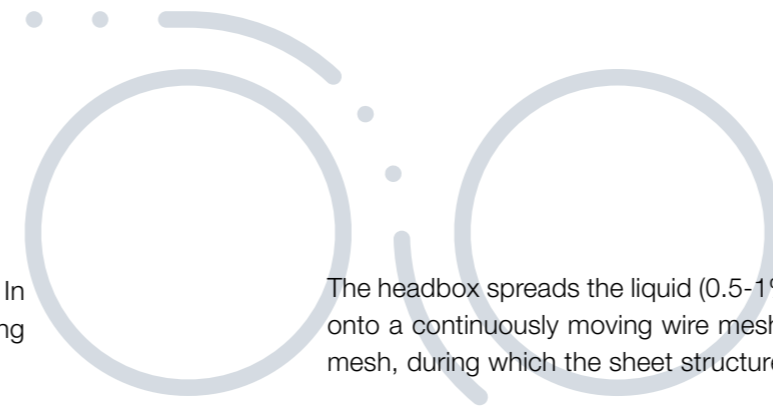 In
ng
The headbox spreads the liquid (0.5-1%
onto a continuously moving wire mesh
mesh, during which the sheet structure